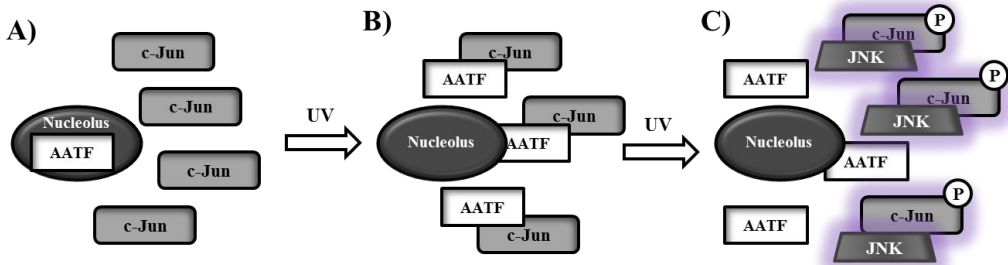 A)
c-Jun
c-Jun
Nucleolus
AATF
c-Jun
c-Jun
UV
B)
c-Jun
AATF
c-Jun
Nucleolus
AATF
AATF
c-Jun
UV
C)
P
c-Jun
JNK
AATF
P
c-Jun
JNK
Nucleolus
AATF
P
AATF
c-Jun
JNK